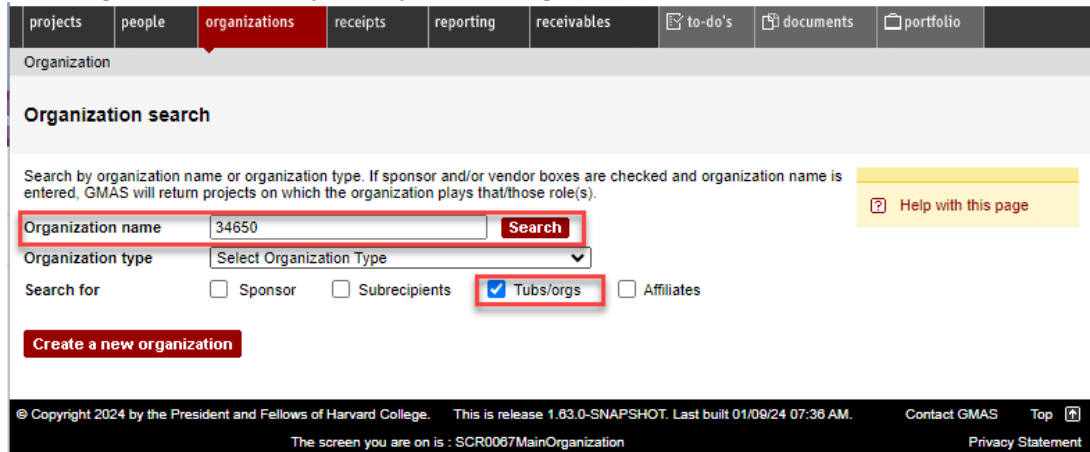 projects people organizations receipts reporting receivables to-do's documents portfolio
Organization
Organization search
Search by organization name or organization type. If sponsor and/or vendor boxes are checked and organization name is
entered, GMAS will return projects on which the organization plays that/those role(s).
Help with this page
Organization name 34650 Search
Organization type Select Organization Type
Search for Sponsor Subrecipients Tubs/orgs Affiliates
Create a new organization
© Copyright 2024 by the President and Fellows of Harvard College. This is release 1.63.0-SNAPSHOT. Last built 01/09/24 07:36 AM. Contact GMAS Top
The screen you are on is : SCR0067MainOrganization Privacy Statement